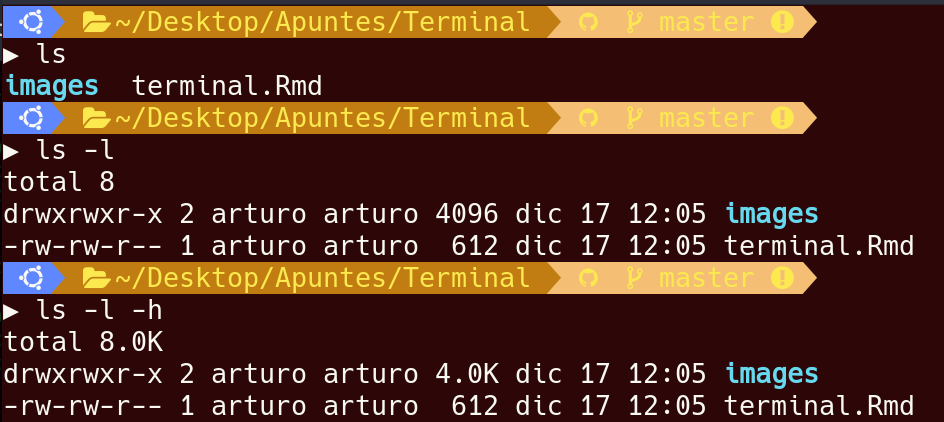 ~/Desktop/Apuntes/Terminal master
▶ ls
images terminal.Rmd
~/Desktop/Apuntes/Terminal master
▶ ls -l
total 8
drwxrwxr-x 2 arturo arturo 4096 dic 17 12:05 images
-rw-rw-r-- 1 arturo arturo  612 dic 17 12:05 terminal.Rmd
~/Desktop/Apuntes/Terminal master
▶ ls -l -h
total 8.0K
drwxrwxr-x 2 arturo arturo 4.0K dic 17 12:05 images
-rw-rw-r-- 1 arturo arturo  612 dic 17 12:05 terminal.Rmd